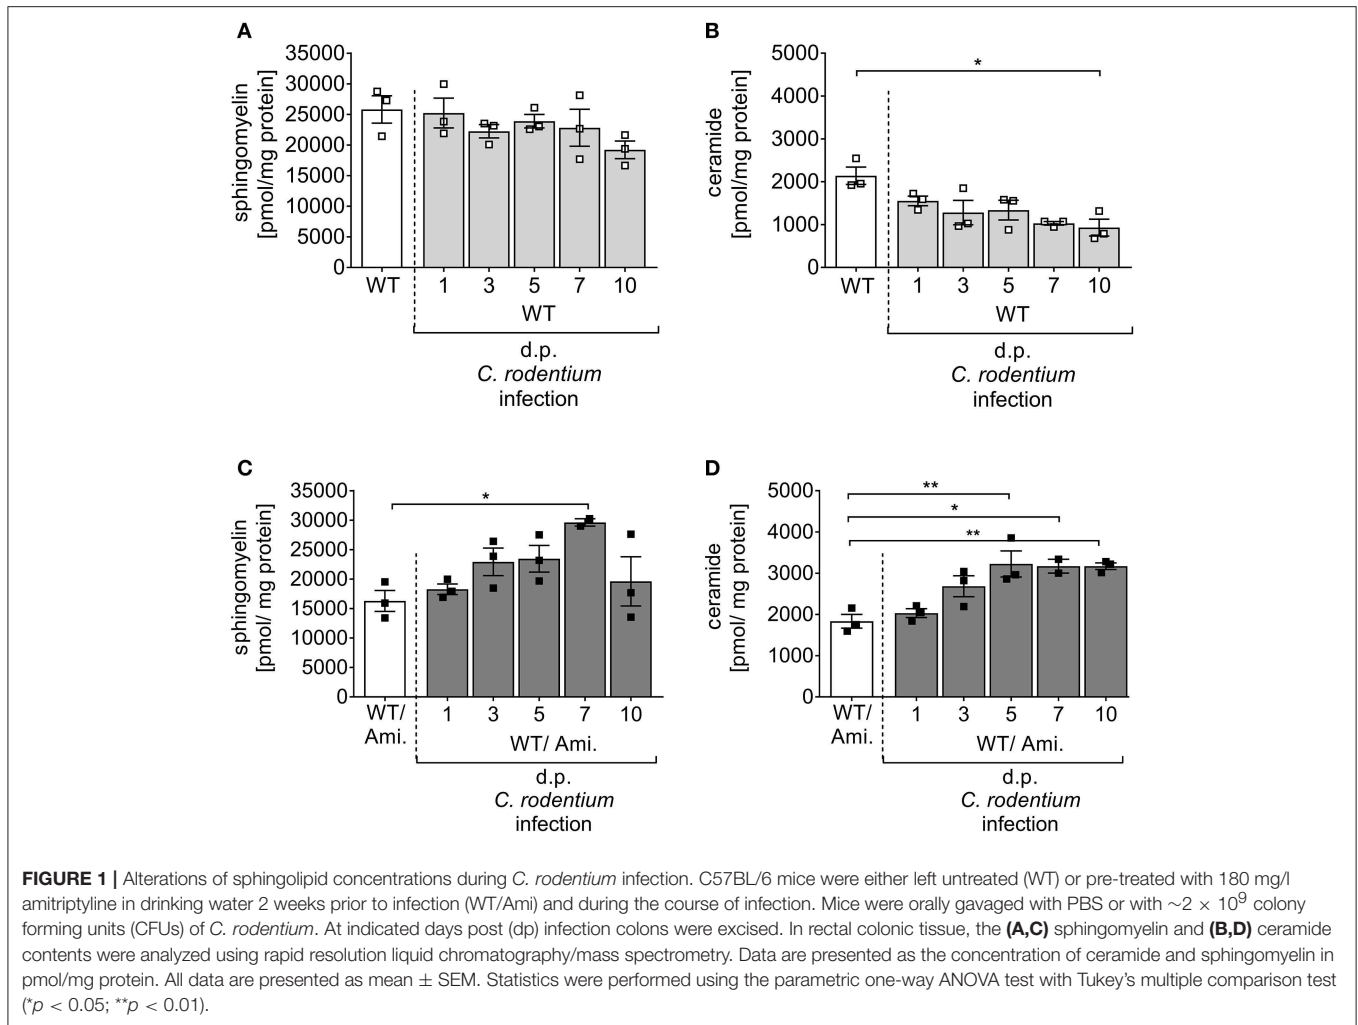 A
sphingomyelin
[pmol/mg protein]
35000
30000
25000
20000
15000
10000
5000
0
WT 1 3 5 7 10
WT
d.p.
C. rodentium
infection
B
ceramide
[pmol/mg protein]
5000
4000
3000
2000
1000
0
*
WT 1 3 5 7 10
WT
d.p.
C. rodentium
infection
C
sphingomyelin
[pmol/ mg protein]
35000
30000
25000
20000
15000
10000
5000
0
*
WT/ 1 3 5 7 10
Ami. WT/ Ami.
d.p.
C. rodentium
infection
D
ceramide
[pmol/ mg protein]
5000
4000
3000
2000
1000
0
**
*
**
WT/ 1 3 5 7 10
Ami. WT/ Ami.
d.p.
C. rodentium
infection
FIGURE 1 | Alterations of sphingolipid concentrations during C. rodentium infection. C57BL/6 mice were either left untreated (WT) or pre-treated with 180 mg/l
amitriptyline in drinking water 2 weeks prior to infection (WT/Ami) and during the course of infection. Mice were orally gavaged with PBS or with ~2 × 10⁹ colony
forming units (CFUs) of C. rodentium. At indicated days post (dp) infection colons were excised. In rectal colonic tissue, the (A,C) sphingomyelin and (B,D) ceramide
contents were analyzed using rapid resolution liquid chromatography/mass spectrometry. Data are presented as the concentration of ceramide and sphingomyelin in
pmol/mg protein. All data are presented as mean ± SEM. Statistics were performed using the parametric one-way ANOVA test with Tukey's multiple comparison test
(*p < 0.05; **p < 0.01).